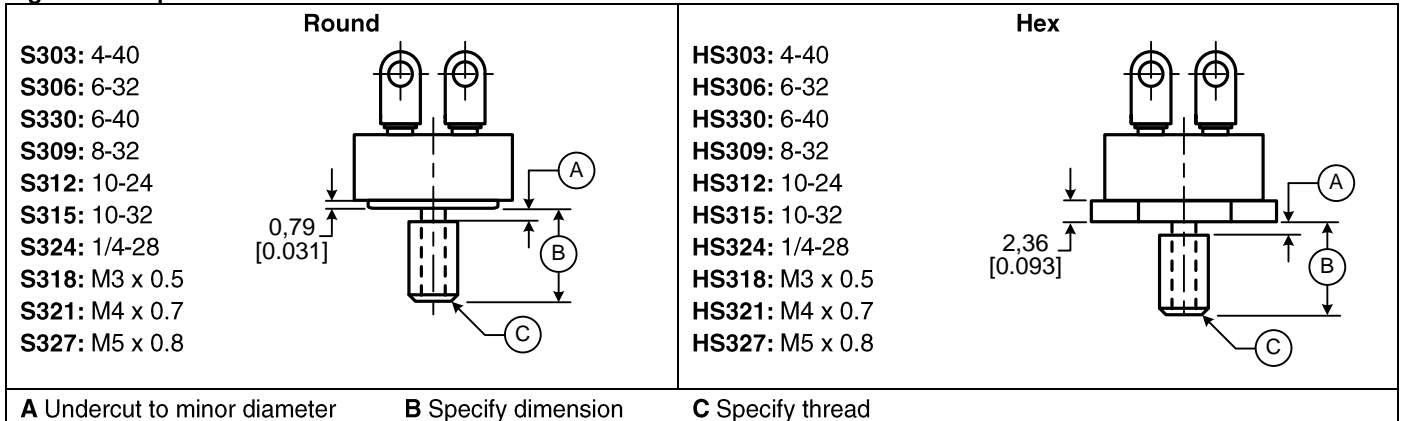 Round
S303: 4-40
S306: 6-32
S330: 6-40
S309: 8-32
S312: 10-24
S315: 10-32
S324: 1/4-28
S318: M3 x 0.5
S321: M4 x 0.7
S327: M5 x 0.8
0,79
[0.031]
A
B
C
Hex
HS303: 4-40
HS306: 6-32
HS330: 6-40
HS309: 8-32
HS312: 10-24
HS315: 10-32
HS324: 1/4-28
HS318: M3 x 0.5
HS321: M4 x 0.7
HS327: M5 x 0.8
2,36
[0.093]
A
B
C
A Undercut to minor diameter B Specify dimension C Specify thread